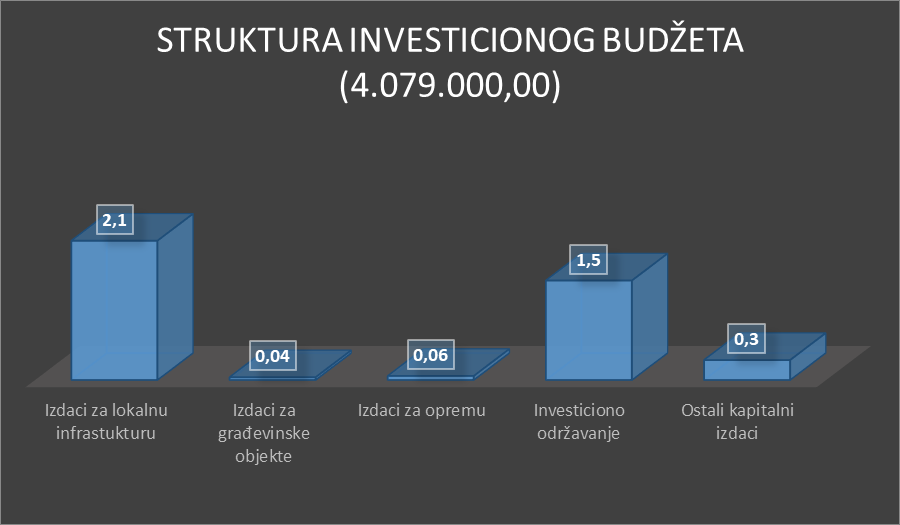 STRUKTURA INVESTICIONOG BUDŽETA
(4.079.000,00)
2,1
0,04
0,06
1,5
0,3
Izdaci za lokalnu
infrastukturu
Izdaci za
građevinske
objekte
Izdaci za opremu
Investiciono
održavanje
Ostali kapitalni
izdaci